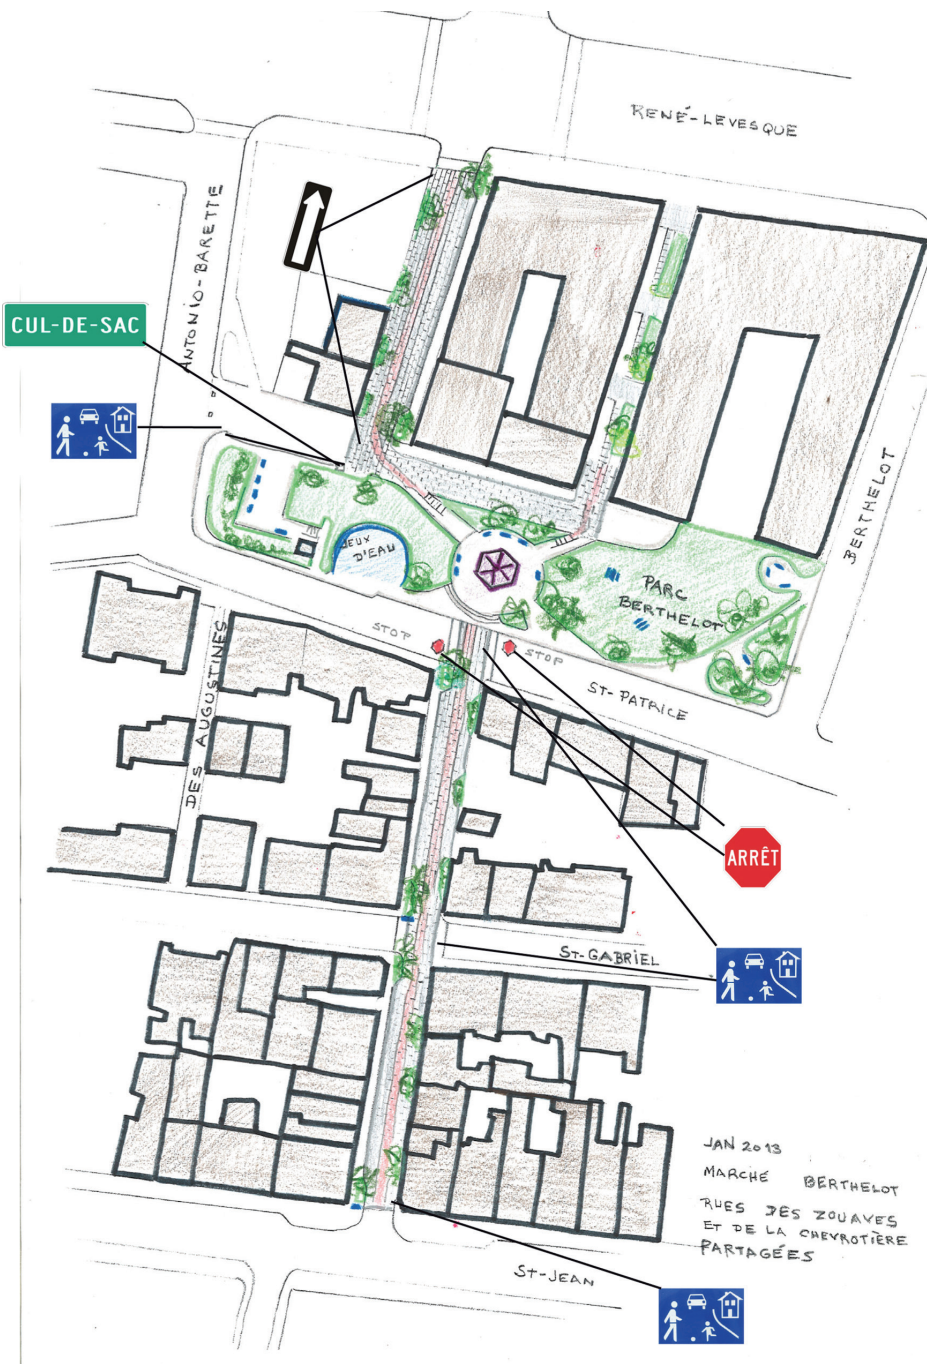 RENÉ-LEVESQUE
ANTONIO-BARETTE
CUL-DE-SAC
BERTHELOT
JEUX
D'EAU
PARC
BERTHELOT
STOP
STOP
ST-PATRICE
DES AUGUSTINES
ARRÊT
ST-GABRIEL
JAN 2013
MARCHÉ BERTHELOT
RUES DES ZOUAVES
ET DE LA CHEVROTIÈRE
PARTAGÉES
ST-JEAN